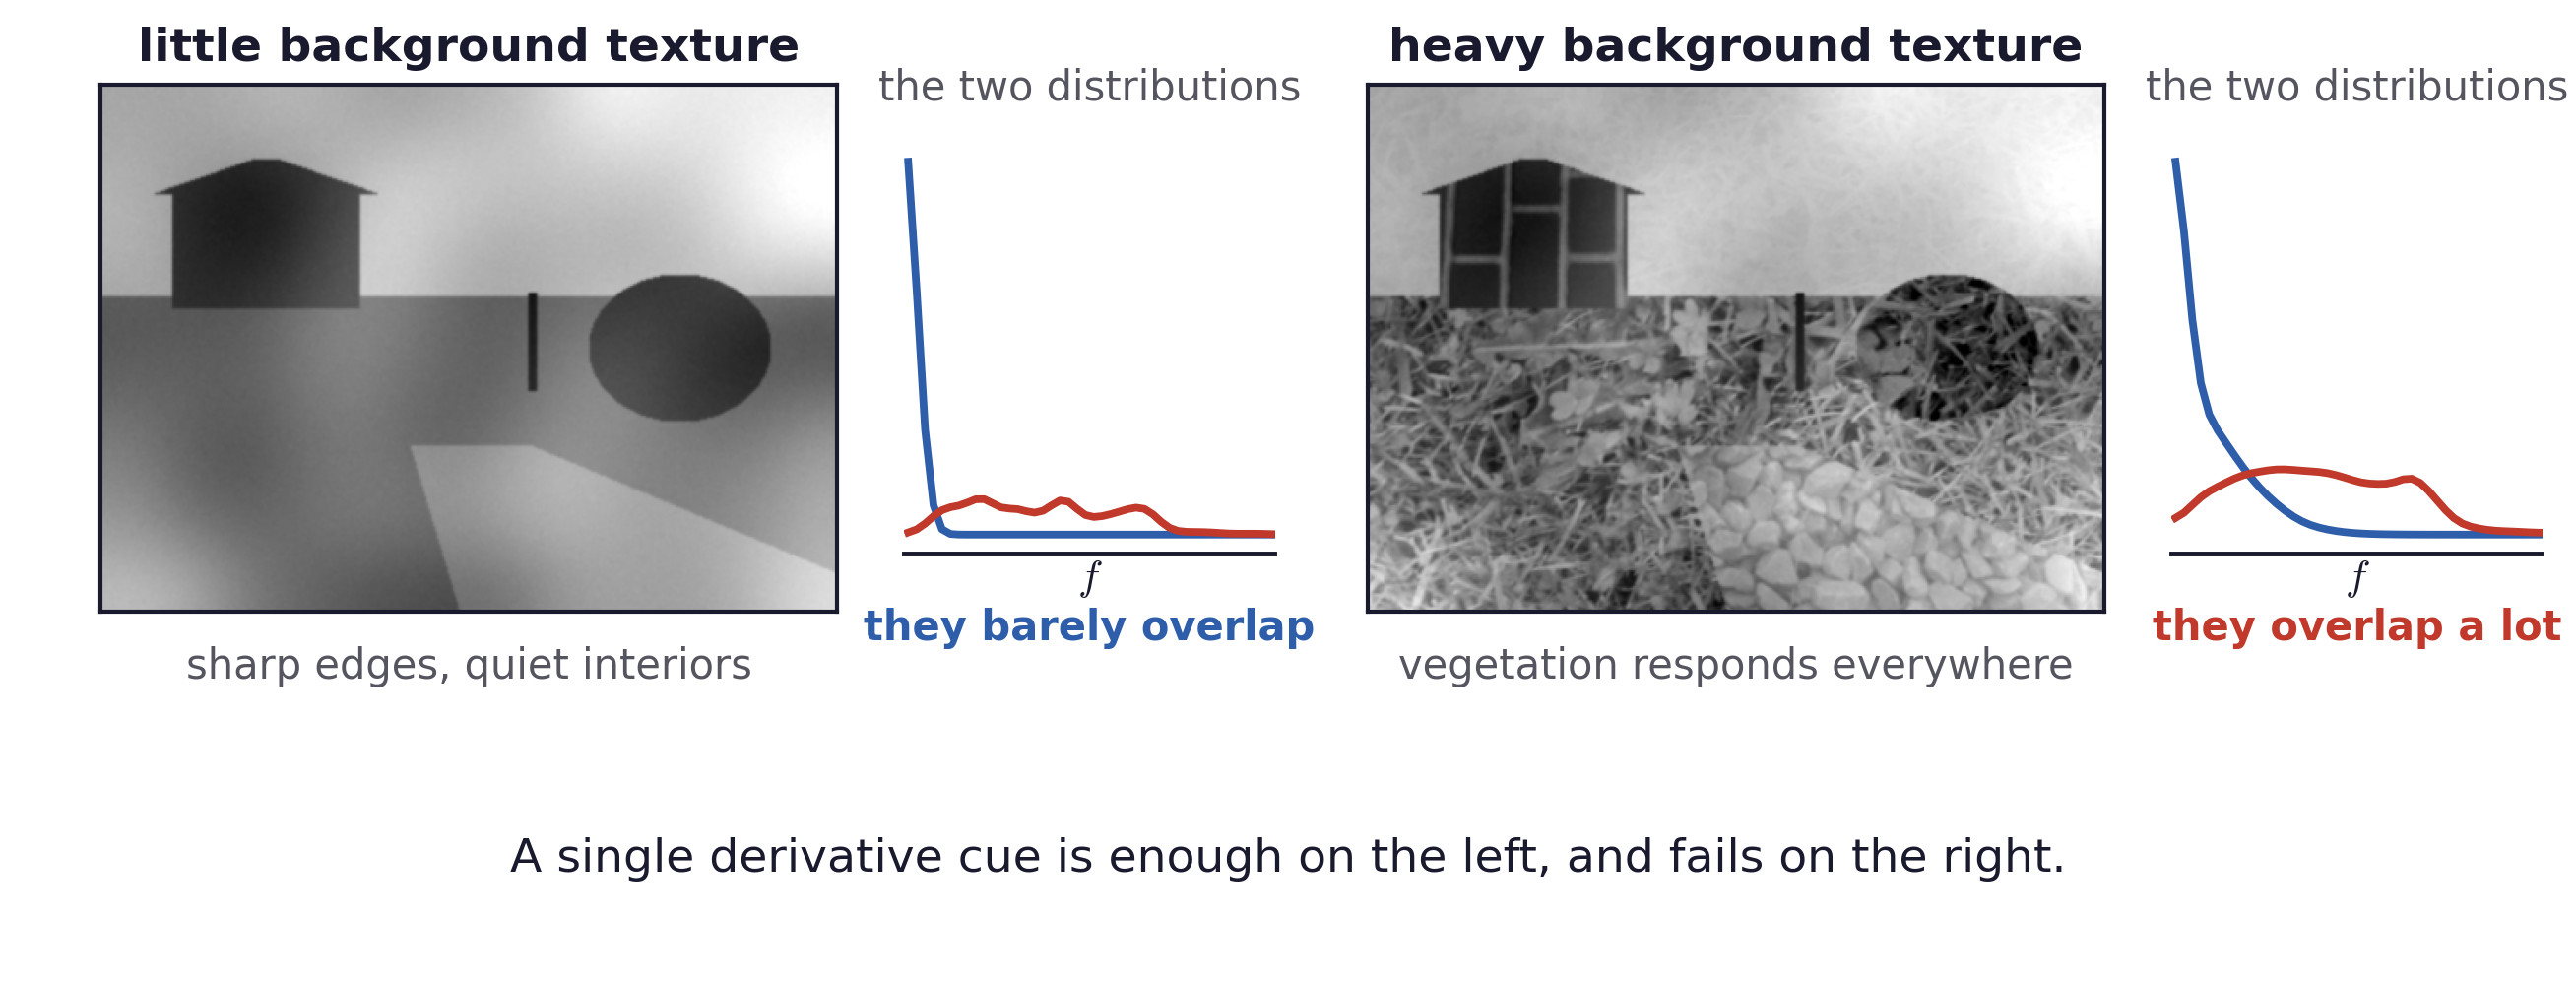 little background texture
the two distributions
f
they barely overlap
sharp edges, quiet interiors
heavy background texture
the two distributions
f
they overlap a lot
vegetation responds everywhere
A single derivative cue is enough on the left, and fails on the right.